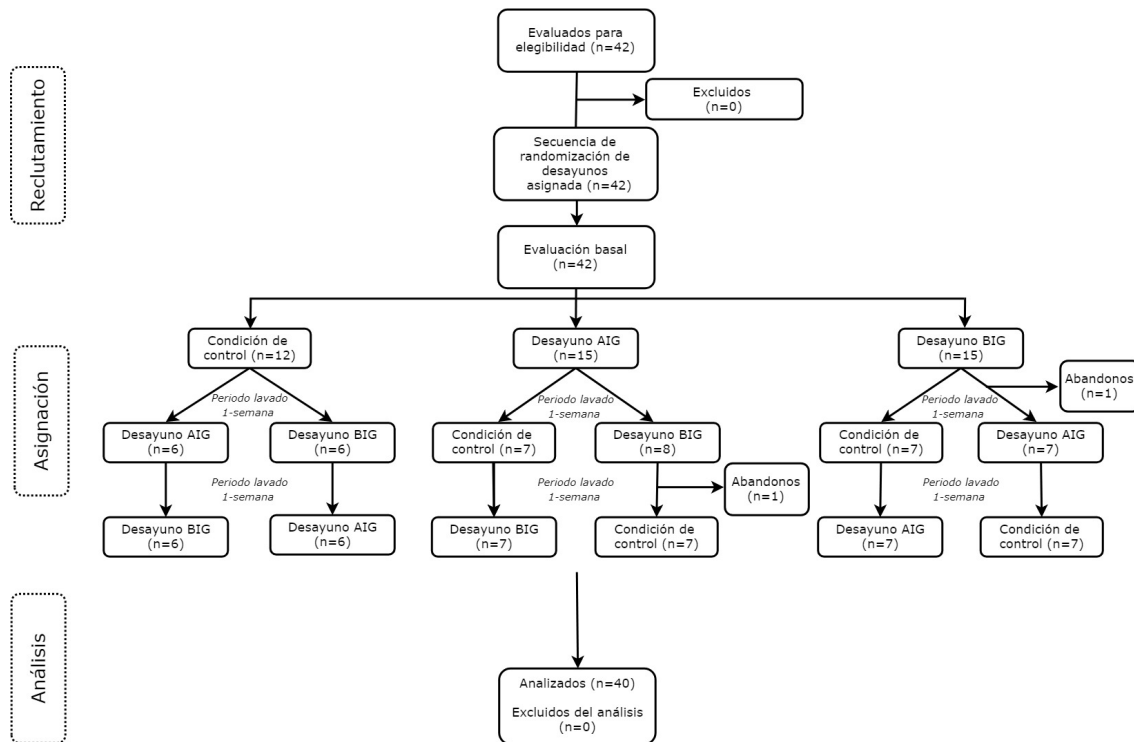 Reclutamiento
Evaluados para
elegibilidad (n=42)
Excluidos
(n=0)
Secuencia de
randomización de
desayunos
asignada (n=42)
Evaluación basal
(n=42)
Asignación
Condición de
control (n=12)
Desayuno AIG
(n=15)
Desayuno BIG
(n=15)
Abandonos
(n=1)
Periodo lavado
1-semana
Periodo lavado
1-semana
Periodo lavado
1-semana
Desayuno AIG
(n=6)
Desayuno BIG
(n=6)
Condición de
control (n=7)
Desayuno BIG
(n=8)
Condición de
control (n=7)
Desayuno AIG
(n=7)
Periodo lavado
1-semana
Periodo lavado
1-semana
Abandonos
(n=1)
Periodo lavado
1-semana
Desayuno BIG
(n=6)
Desayuno AIG
(n=6)
Desayuno BIG
(n=7)
Condición de
control (n=7)
Desayuno AIG
(n=7)
Condición de
control (n=7)
Análisis
Analizados (n=40)
Excluidos del análisis
(n=0)